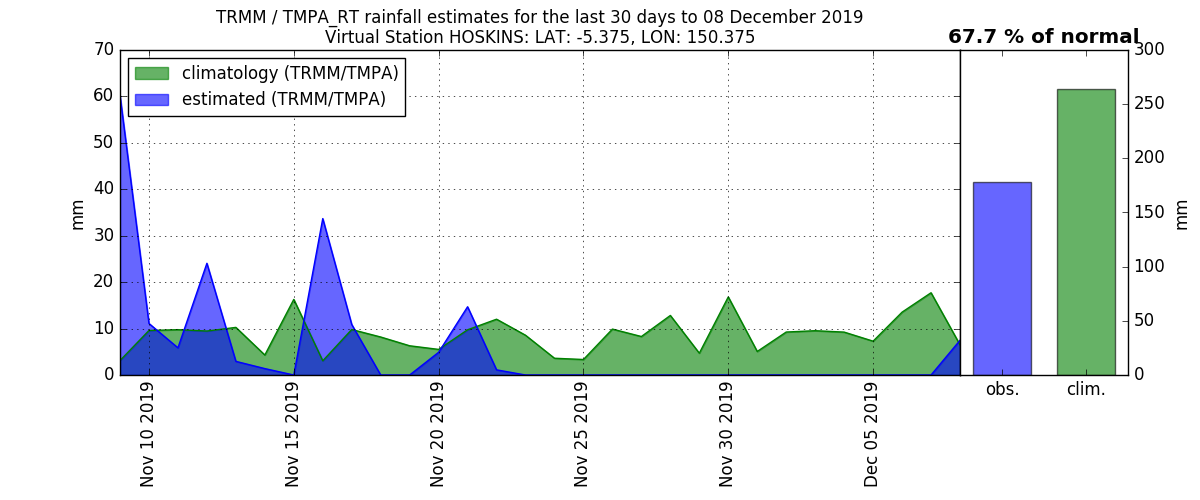 TRMM / TMPA_RT rainfall estimates for the last 30 days to 08 December 2019
Virtual Station HOSKINS: LAT: -5.375, LON: 150.375
67.7 % of normal
climatology (TRMM/TMPA)
estimated (TRMM/TMPA)
mm
70
60
50
40
30
20
10
0
Nov 10 2019
Nov 15 2019
Nov 20 2019
Nov 25 2019
Nov 30 2019
Dec 05 2019
obs.
clim.
300
250
200
150
100
50
0
mm